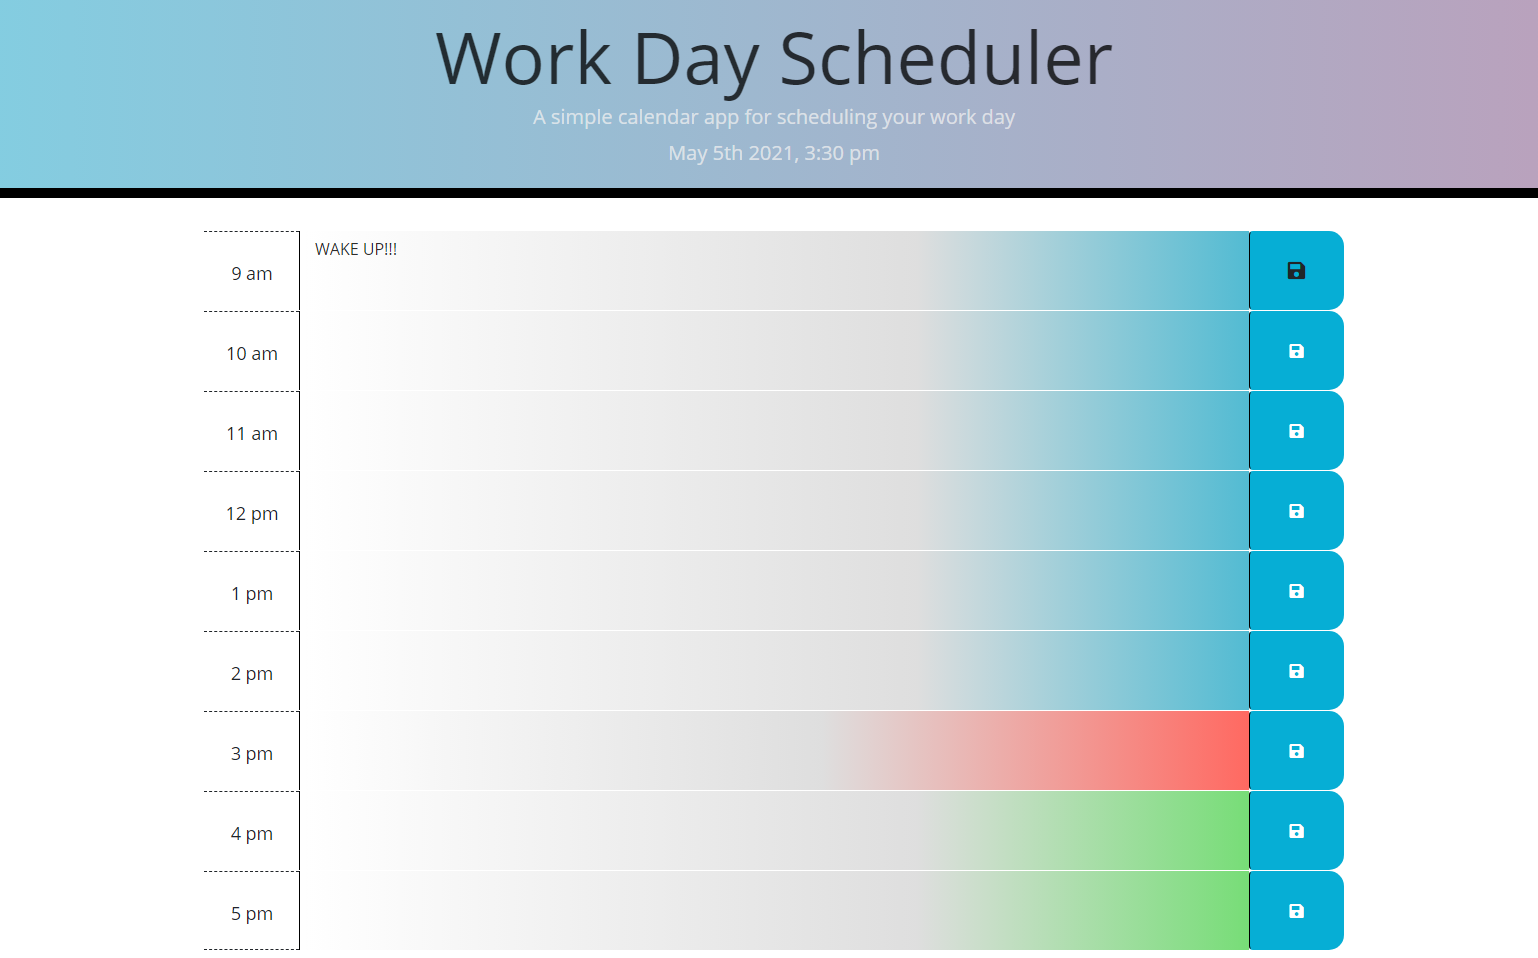 Work Day Scheduler
A simple calendar app for scheduling your work day
May 5th 2021, 3:30 pm
9 am
WAKE UP!!!
10 am
11 am
12 pm
1 pm
2 pm
3 pm
4 pm
5 pm